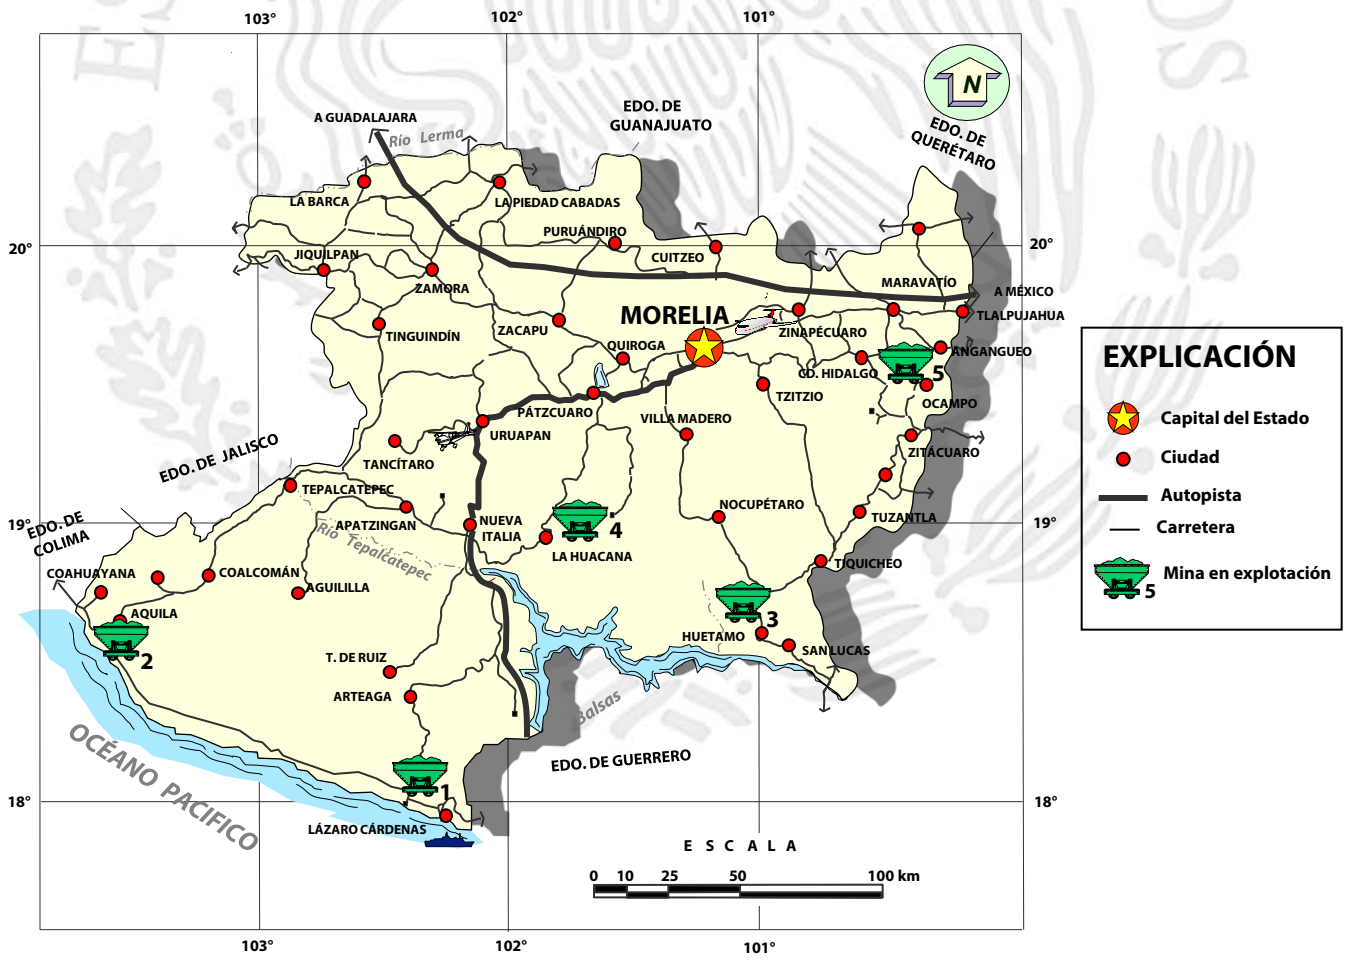 103°
102°
101°
A GUADALAJARA
Río Lerma
EDO. DE
GUANAJUATO
N
EDO. DE
QUERÉTARO
LA BARCA
LA PIEDAD CABADAS
20°
PURUÁNDIRO
CUITZEO
20°
JIQUILPAN
ZAMORA
MARAVATÍO
A MÉXICO
TLALPUJAHUA
MORELIA
ZINAPÉCUARO
TINGUINDÍN
ZACAPU
QUIROGA
ANGANGUEO
CD. HIDALGO
5
OCAMPO
TZITZIO
PÁTZCUARO
VILLA MADERO
URUAPAN
ZITÁCUARO
TANCÍTARO
EDO. DE JALISCO
TEPALCATEPEC
NOCUPÉTARO
TUZANTLA
19°
APATZINGAN
NUEVA
ITALIA
4
19°
EDO. DE
COLIMA
Río Tepalcatepec
LA HUACANA
TIQUICHEO
COAHUAYANA
COALCOMÁN
AGUILILLA
AQUILA
2
3
HUETAMO
SAN LUCAS
T. DE RUIZ
ARTEAGA
Balsas
OCÉANO PACIFICO
EDO. DE GUERRERO
1
18°
18°
LÁZARO CÁRDENAS
E S C A L A
0 10 25 50 100 km
103°
102°
101°
EXPLICACIÓN
Capital del Estado
Ciudad
Autopista
Carretera
Mina en explotación
5